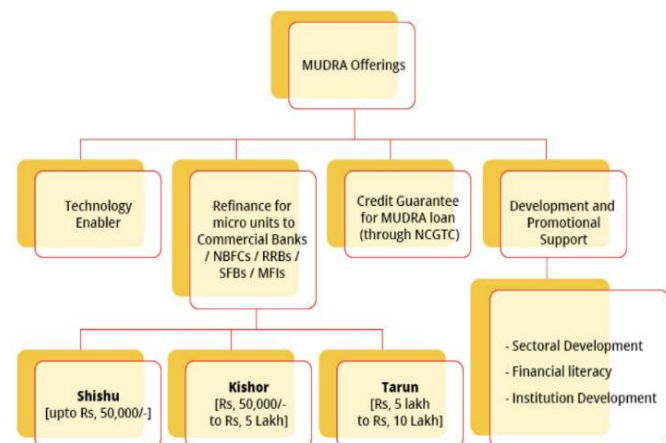 MUDRA Offerings
Technology
Enabler
Refinance for
micro units to
Commercial Banks
/ NBFCs / RRBs /
SFBs / MFIs
Credit Guarantee
for MUDRA loan
(through NCGTC)
Development and
Promotional
Support
Shishu
[upto Rs, 50,000/-]
Kishor
[Rs, 50,000/-
to Rs, 5 Lakh]
Tarun
[Rs, 5 lakh
to Rs, 10 Lakh]
- Sectoral Development
- Financial literacy
- Institution Development